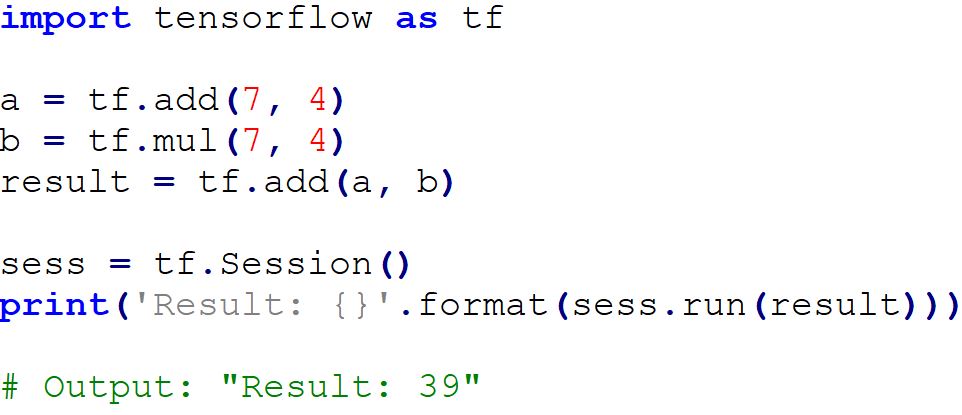 import tensorflow as tf
a = tf.add(7, 4)
b = tf.mul(7, 4)
result = tf.add(a, b)
sess = tf.Session()
print('Result: {}'.format(sess.run(result)))
# Output: "Result: 39"